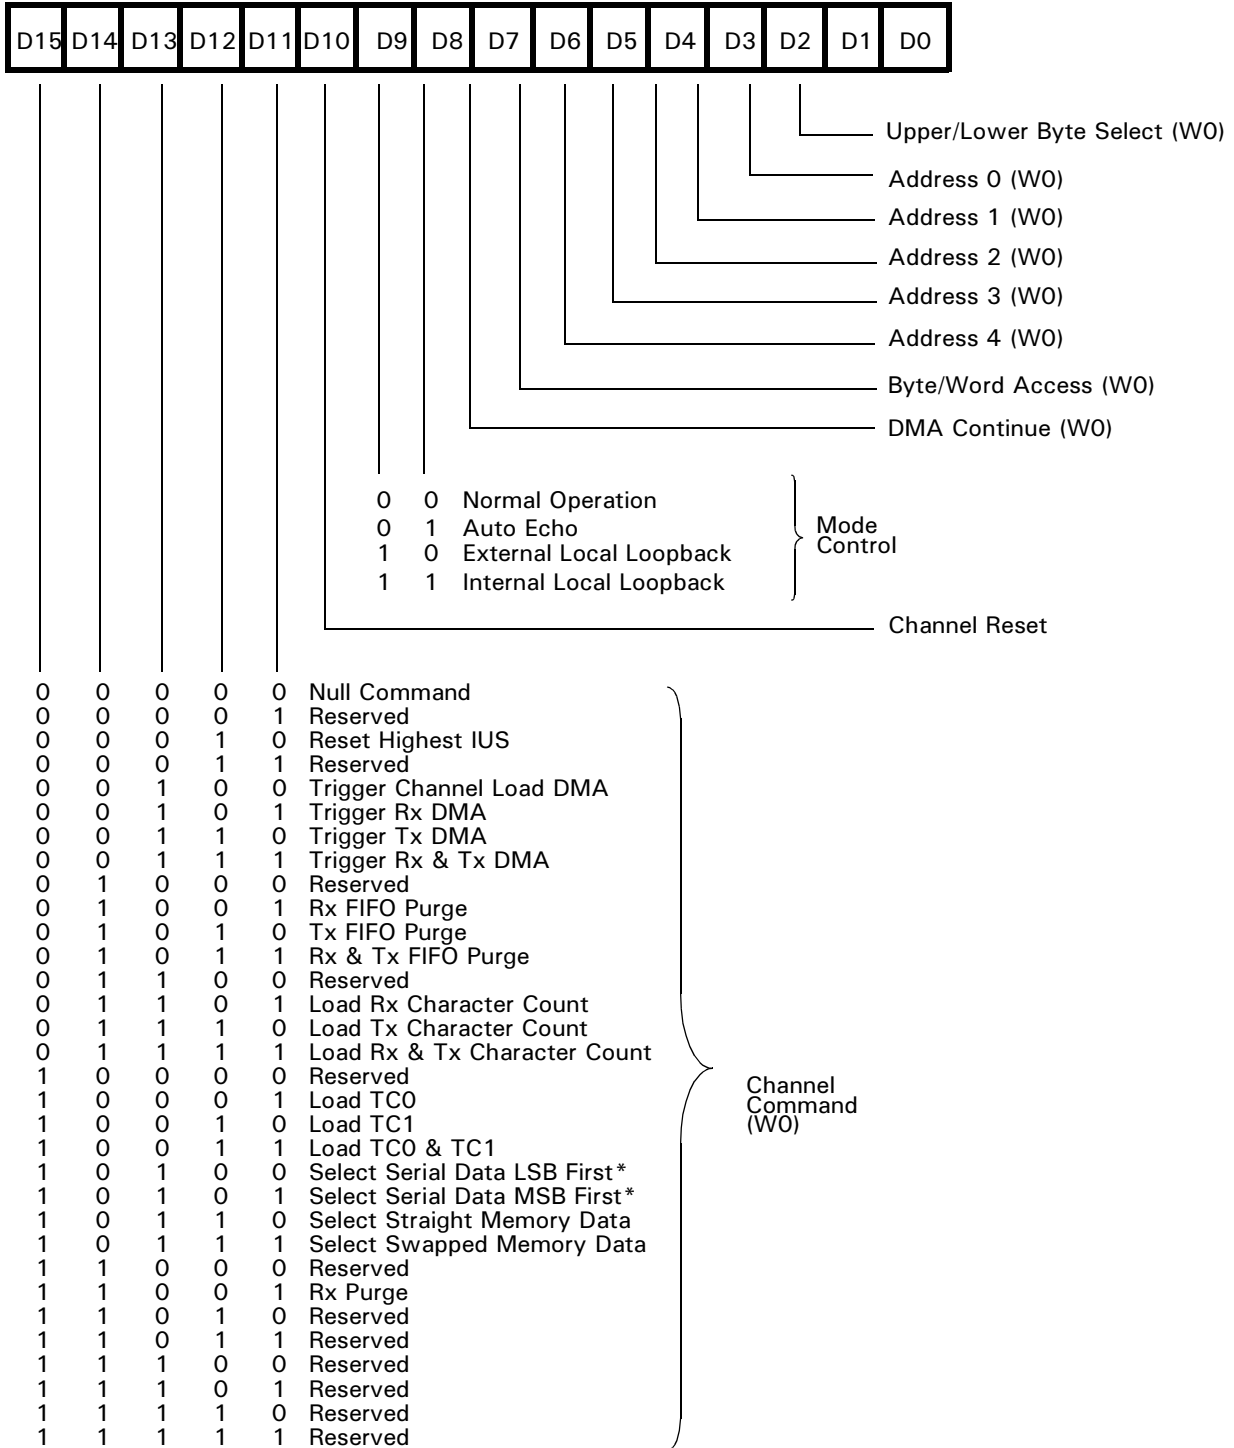 D15 D14 D13 D12 D11 D10 D9 D8 D7 D6 D5 D4 D3 D2 D1 D0
Upper/Lower Byte Select (W0)
Address 0 (W0)
Address 1 (W0)
Address 2 (W0)
Address 3 (W0)
Address 4 (W0)
Byte/Word Access (W0)
DMA Continue (W0)
0 0 Normal Operation
0 1 Auto Echo
1 0 External Local Loopback
1 1 Internal Local Loopback
Mode
Control
Channel Reset
0 0 0 0 0 Null Command
0 0 0 0 1 Reserved
0 0 0 1 0 Reset Highest IUS
0 0 0 1 1 Reserved
0 0 1 0 0 Trigger Channel Load DMA
0 0 1 0 1 Trigger Rx DMA
0 0 1 1 0 Trigger Tx DMA
0 0 1 1 1 Trigger Rx & Tx DMA
0 1 0 0 0 Reserved
0 1 0 0 1 Rx FIFO Purge
0 1 0 1 0 Tx FIFO Purge
0 1 0 1 1 Rx & Tx FIFO Purge
0 1 1 0 0 Reserved
0 1 1 0 1 Load Rx Character Count
0 1 1 1 0 Load Tx Character Count
0 1 1 1 1 Load Rx & Tx Character Count
1 0 0 0 0 Reserved
1 0 0 0 1 Load TC0
1 0 0 1 0 Load TC1
1 0 0 1 1 Load TC0 & TC1
1 0 1 0 0 Select Serial Data LSB First*
1 0 1 0 1 Select Serial Data MSB First*
1 0 1 1 0 Select Straight Memory Data
1 0 1 1 1 Select Swapped Memory Data
1 1 0 0 0 Reserved
1 1 0 0 1 Rx Purge
1 1 0 1 0 Reserved
1 1 0 1 1 Reserved
1 1 1 0 0 Reserved
1 1 1 0 1 Reserved
1 1 1 1 0 Reserved
1 1 1 1 1 Reserved
Channel
Command
(W0)